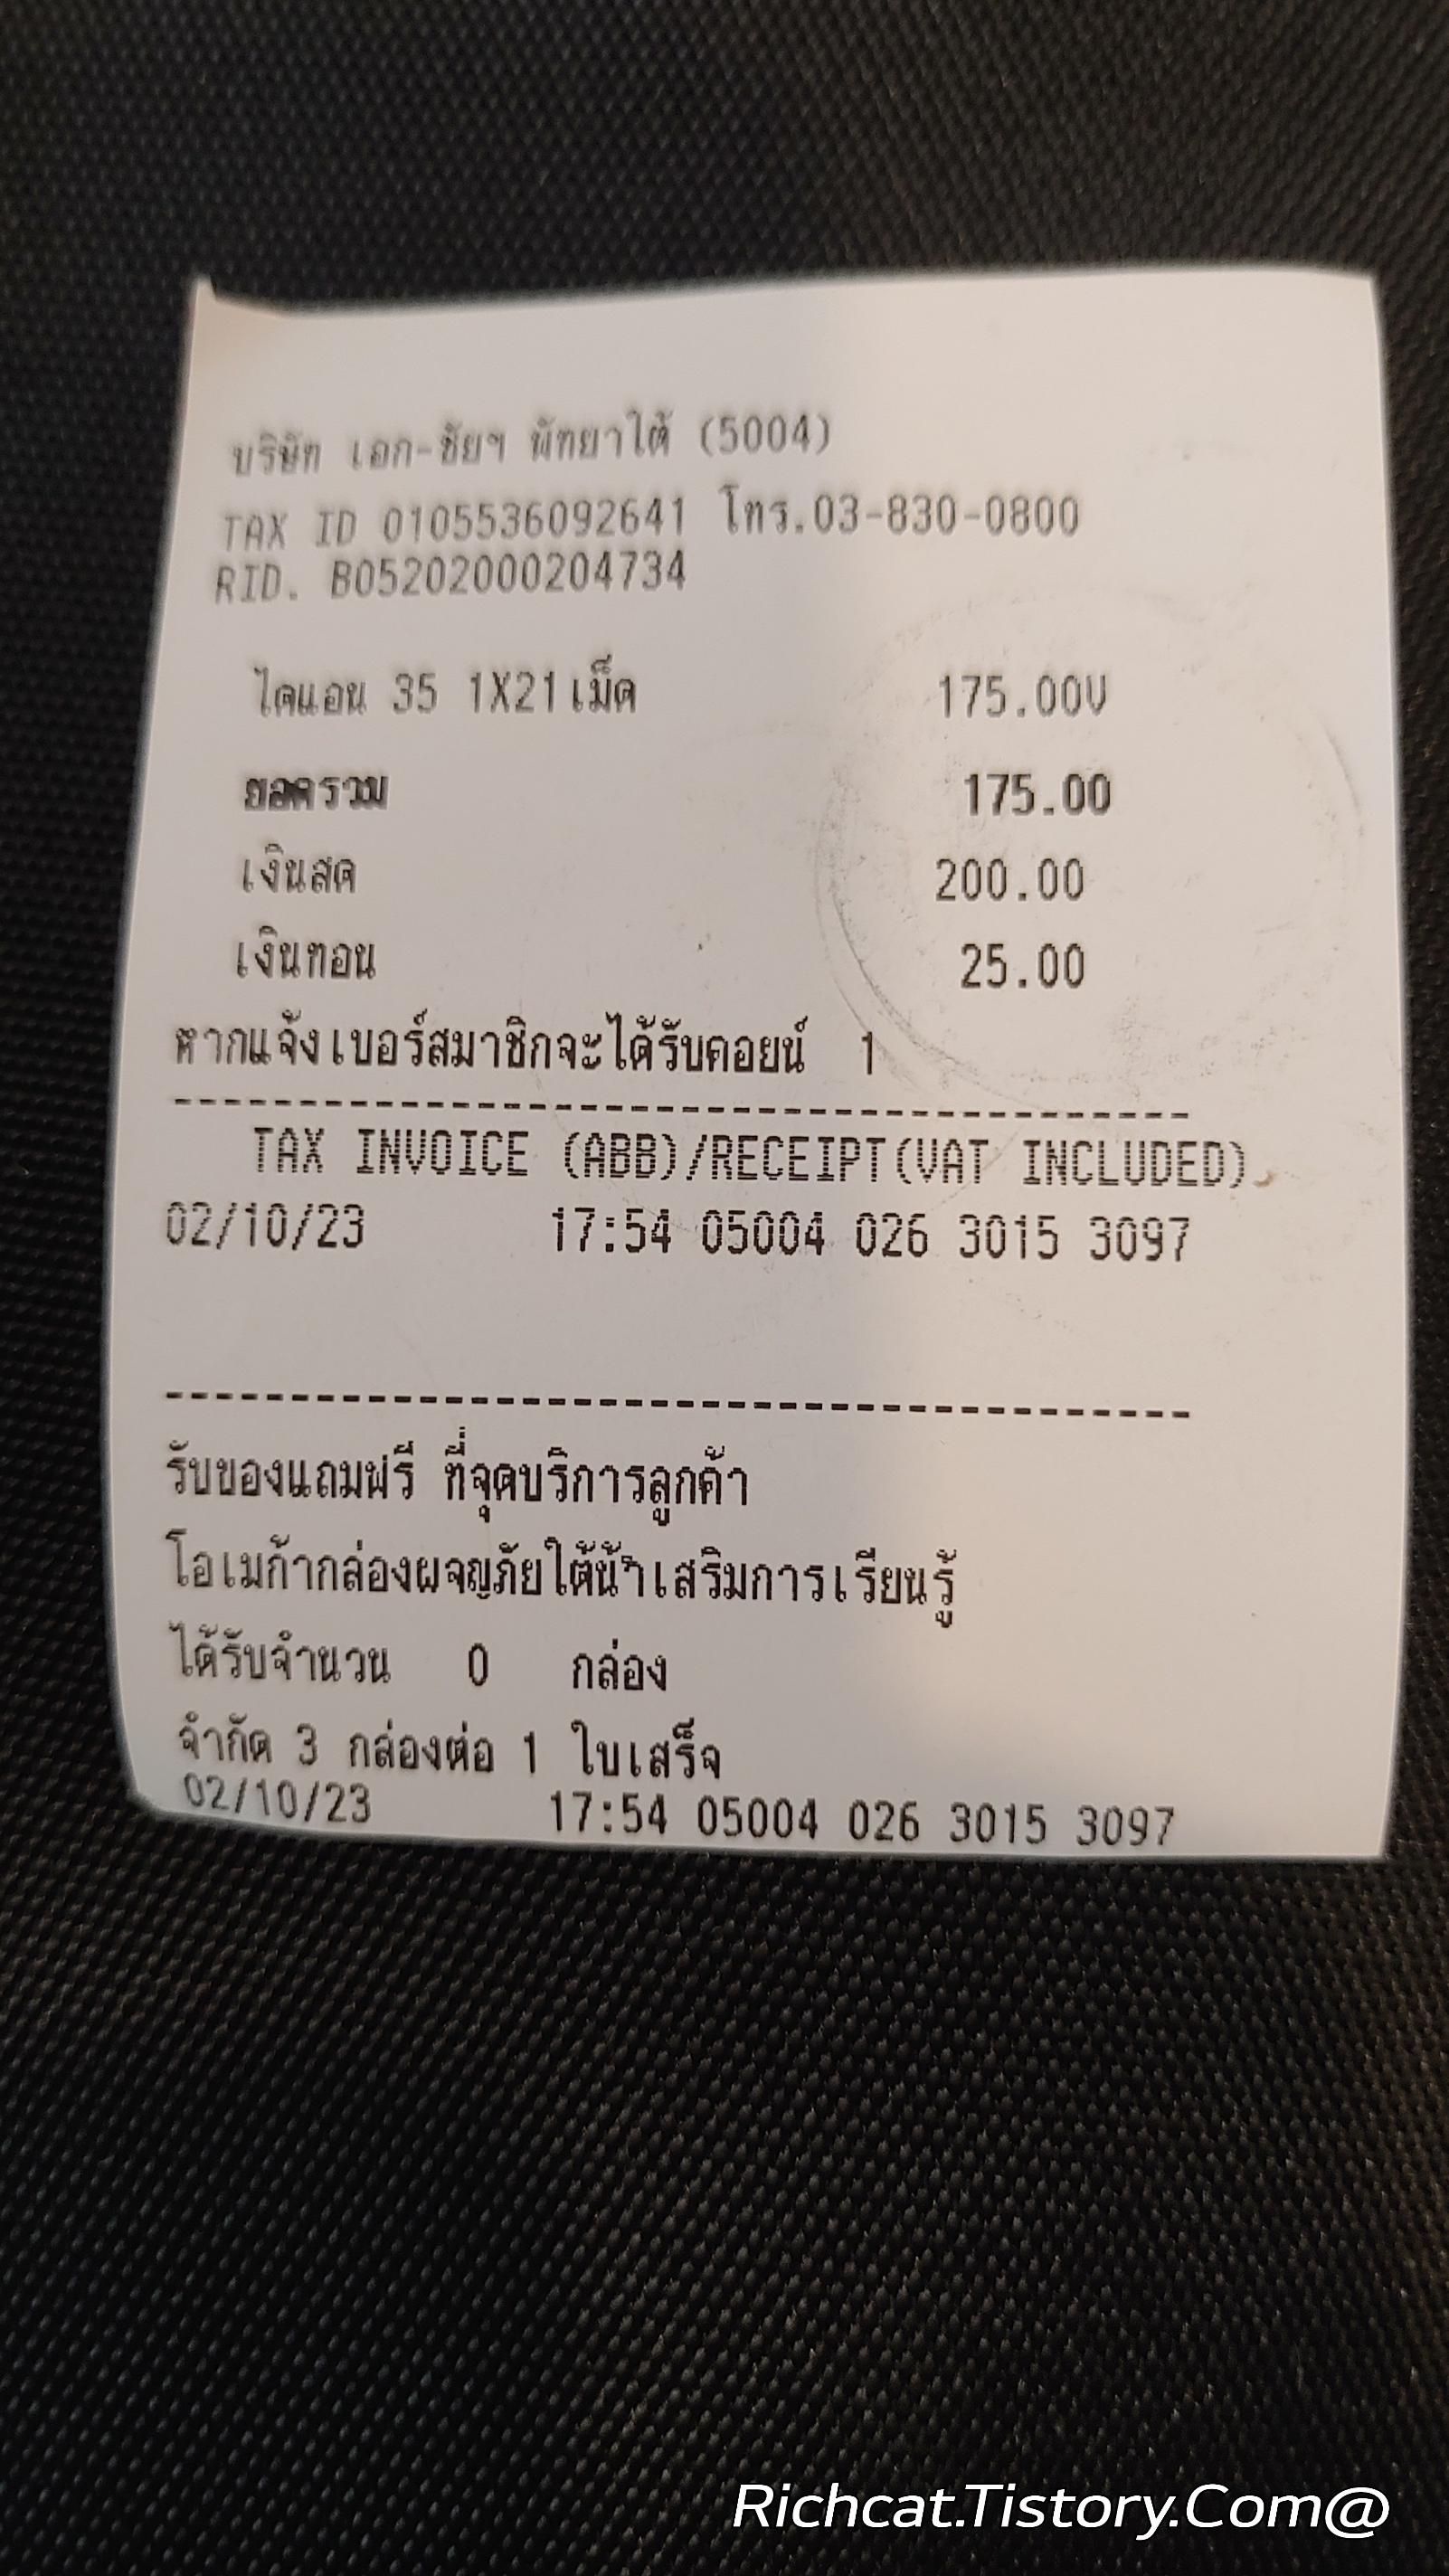 บริษัท เอก-ชัยฯ พัทยาใต้ (5004)
TAX ID 0105536092641 โทร.03-830-0800
RID. B05202000204734
ไดแอน 35 1X21เม็ด 175.00V
ยอดรวม 175.00
เงินสด 200.00
เงินทอน 25.00
หากแจ้งเบอร์สมาชิกจะได้รับคอยน์ 1
TAX INVOICE (ABB)/RECEIPT(VAT INCLUDED)
02/10/23 17:54 05004 026 3015 3097
รับของแถมฟรี ที่จุดบริการลูกค้า
โอเมก้ากล่องผจญภัยใต้น้ำเสริมการเรียนรู้
ได้รับจำนวน 0 กล่อง
จำกัด 3 กล่องต่อ 1 ใบเสร็จ
02/10/23 17:54 05004 026 3015 3097
Richcat.Tistory.Com@